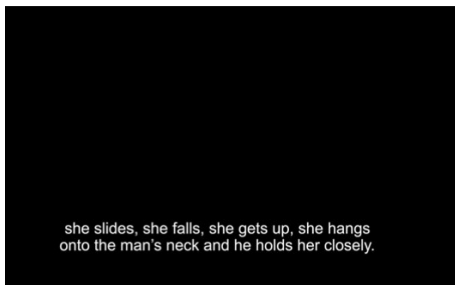 she slides, she falls, she gets up, she hangs
onto the man's neck and he holds her closely.